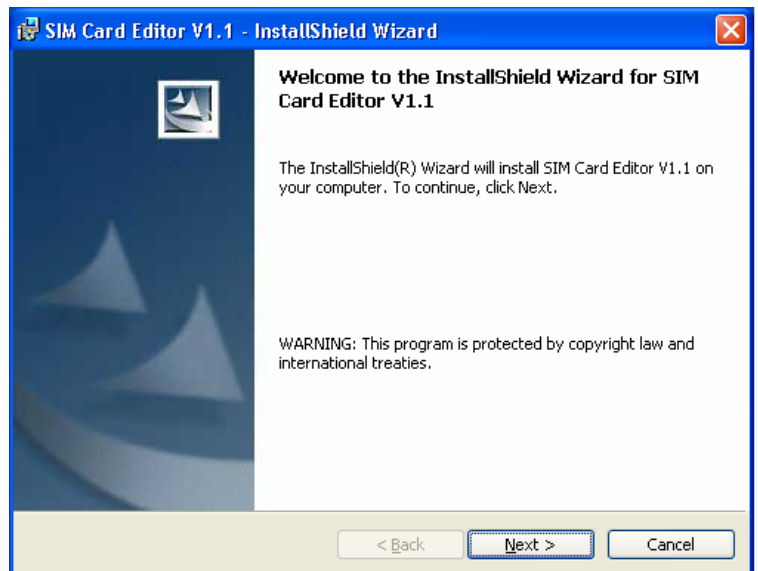 SIM Card Editor V1.1 - InstallShield Wizard
Welcome to the InstallShield Wizard for SIM
Card Editor V1.1
The InstallShield(R) Wizard will install SIM Card Editor V1.1 on
your computer. To continue, click Next.
WARNING: This program is protected by copyright law and
international treaties.
< Back Next > Cancel